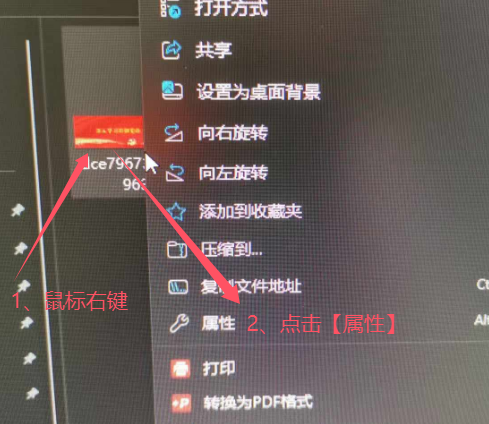 打开方式
共享
设置为桌面背景
向右旋转
向左旋转
添加到收藏夹
压缩到...
复制文件地址
属性
打印
转换为PDF格式
1、鼠标右键
2、点击【属性】